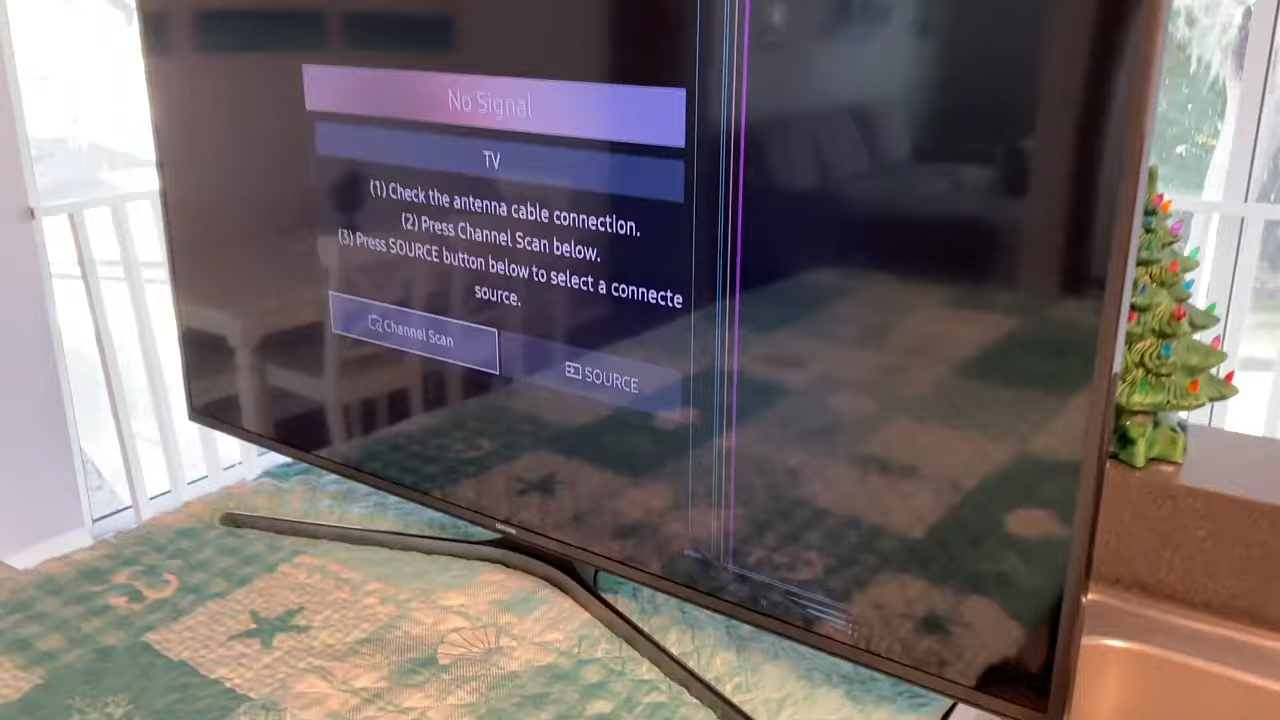 No Signal
TV
(1) Check the antenna cable connection.
(2) Press Channel Scan below.
(3) Press SOURCE button below to select a connecte
source.
Channel Scan
SOURCE
SAMSUNG